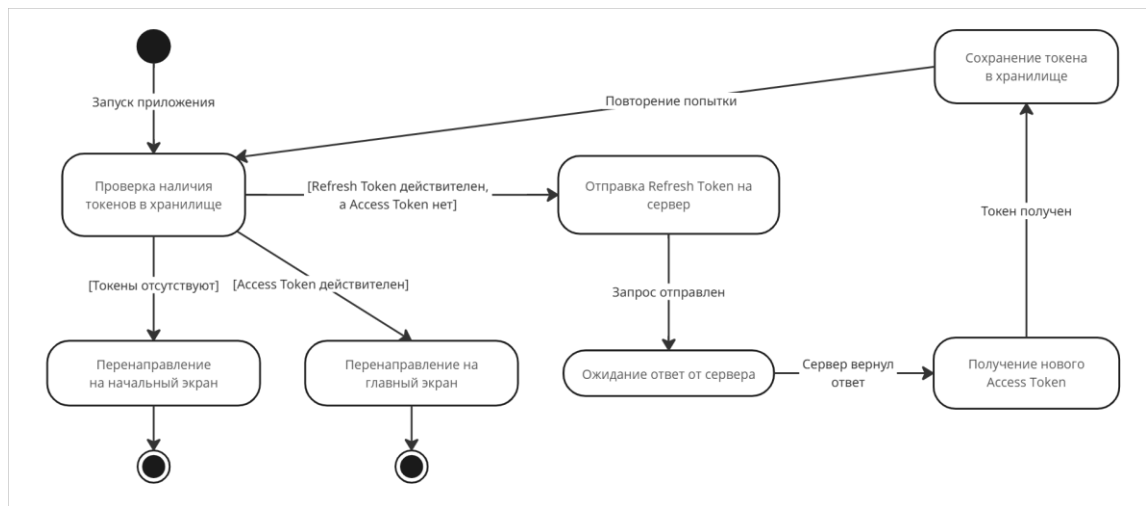 Сохранение токена
в хранилище
Запуск приложения
Повторение попытки
Проверка наличия
токенов в хранилище
[Refresh Token действителен,
а Access Token нет]
Отправка Refresh Token на
сервер
Токен получен
[Токены отсутствуют]
[Access Token действителен]
Запрос отправлен
Перенаправление
на начальный экран
Перенаправление на
главный экран
Ожидание ответ от сервера
Сервер вернул
ответ
Получение нового
Access Token